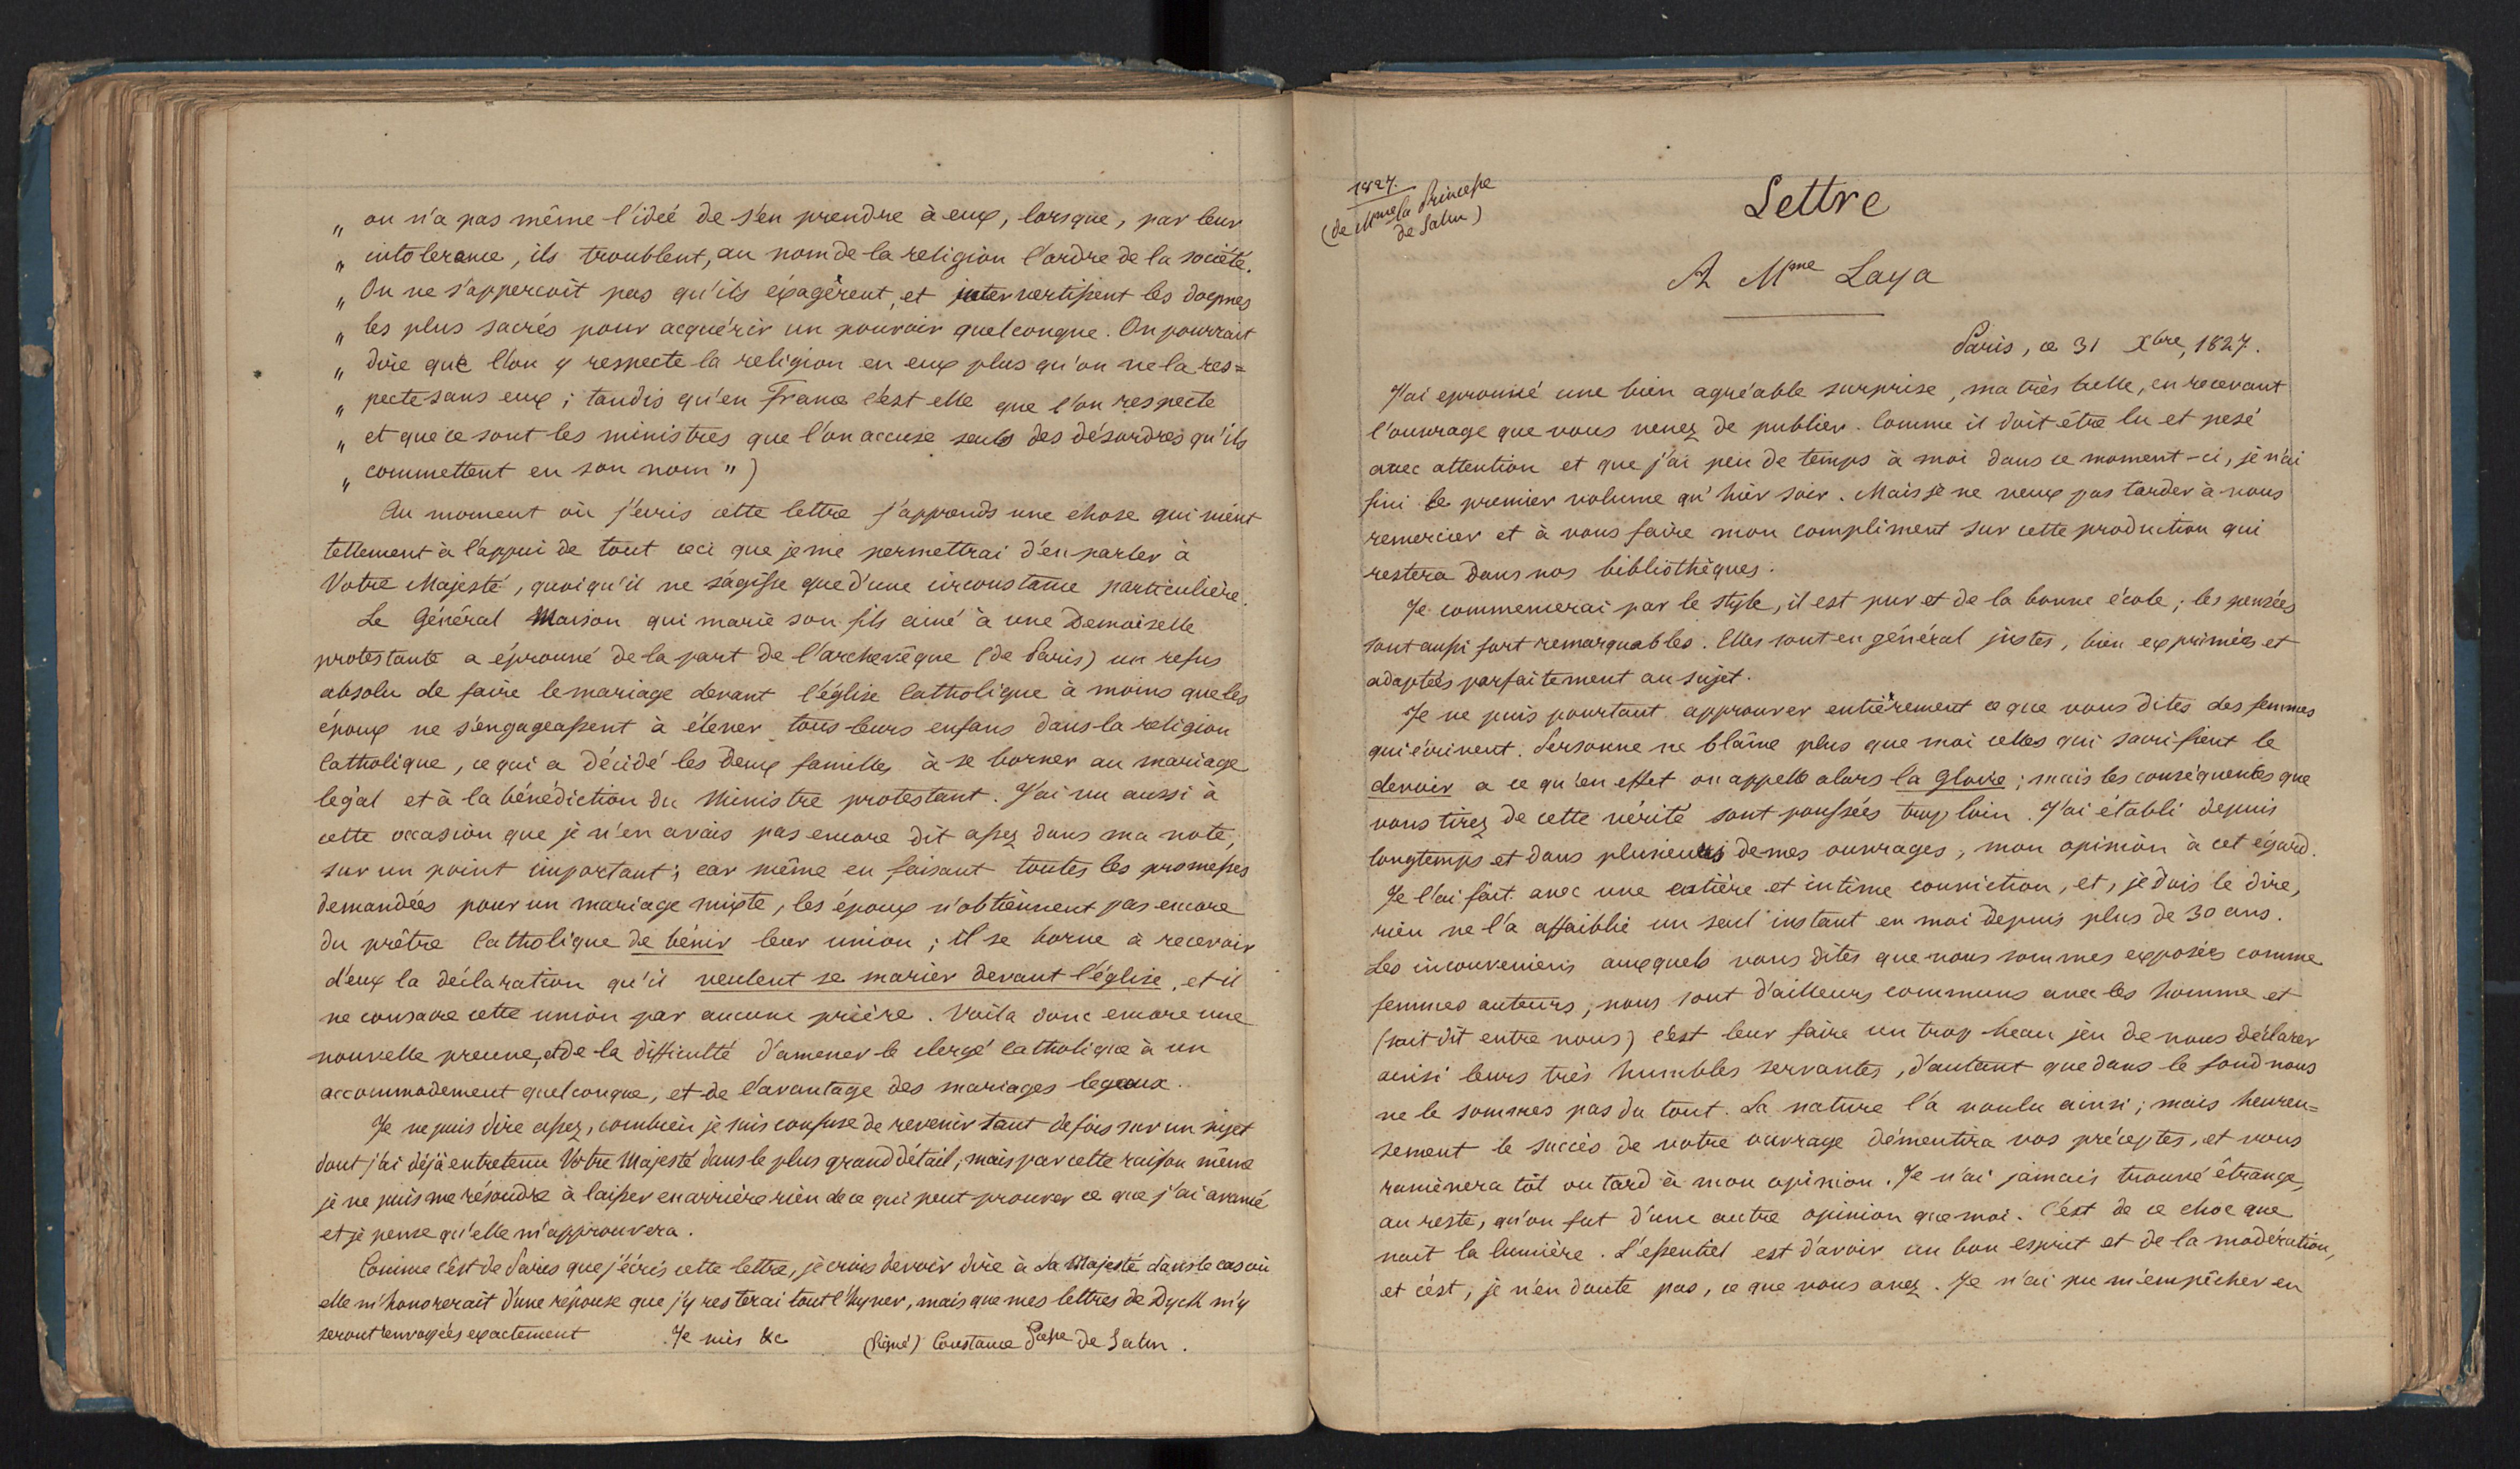 „ on n'a pas même l'ideé de s'en prendre à eux, lorsque, par leur
„ intolerance, ils troublent, au nom de la religion l'ordre de la société.
„ On ne s'appercoit pas qu'ils éxagèrent, et intervertissent les dogmes
„ les plus sacrés pour acquérir un pouvoir quelconque. On pourrait
„ dire que l'on y respecte la religion en eux plus qu'on ne la res=
„ pecte sans eux ; tandis qu'en France c'est elle que l'on respecte
„ et que ce sont les ministres que l'on accuse seuls des désordres qu'ils
„ commettent en son nom „)
Au moment où j'écris cette lettre j'apprends une chose qui vient
tellement à l'appui de tout ceci que je me permettrai d'en parler à
Votre Majesté, quoiqu'il ne s'agisse que d'une circonstance particulière.
Le Général Maison qui marie son fils ainé à une Demoiselle
protestante a éprouvé de la part de l'archevêque (de Paris) un refus
absolu de faire le mariage devant l'église Catholique à moins que les
époux ne s'engageassent à élever tous leurs enfans dans la religion
Catholique, ce qui a décidé les deux familles à se borner au mariage
légal et à la bénédiction du Ministre protestant. J'ai vu aussi à
cette occasion que je n'en avais pas encore dit assez dans ma note,
sur un point important ; car même en faisant toutes les promesses
demandées pour un mariage mixte, les époux n'obtiennent pas encore
du prêtre Catholique de bénir leur union ; il se borne à recevoir
d'eux la déclaration qu'il veulent se marier devant l'église, et il
ne consacre cette union par aucune prière. Voila donc encore une
nouvelle preuve, et de la difficulté d'amener le clergé Catholique à un
accommodement quelconque, et de l'avantage des mariages legaux.
Je ne puis dire assez, combien je suis confuse de revenir tant de fois sur un sujet
dont j'ai déjà entretenu Votre Majesté dans le plus grand détail ; mais par cette raison même
je ne puis me résoudre à laisser en arrière rien de ce qui peut prouver ce que j'ai avancé
et je pense qu'elle m'approuvera.
Comme c'est de Paris que j'écris cette lettre, je crois devoir dire à Sa Majesté dans le cas où
elle m'honorerait d'une réponse que j'y resterai tout l'hyver, mais que mes lettres de Dyck m'y
seront envoyées exactement Je suis &c (Signé) Constance Psse de Salm.
1827.
(de Mme la Princesse
de Salm)
Lettre
A Mme Laya
Paris, ce 31 Xbre, 1827.
J'ai eprouvé une bien agréable surprise, ma très belle, en recevant
l'ouvrage que vous venez de publier. Comme il doit être lu et pesé
avec attention et que j'ai peu de temps à moi dans ce moment-ci, je n'ai
fini le premier volume qu'hier soir. Mais je ne veux pas tarder à vous
remercier et à vous faire mon compliment sur cette production qui
restera dans nos bibliothèques.
Je commencerai par le style, il est pur et de la bonne école ; les pensées
sont aussi fort remarquables. Elles sont en général justes, bien exprimées et
adaptées parfaitement au sujet.
Je ne puis pourtant approuver entièrement ce que vous dites des femmes
qui écrivent. Personne ne blâme plus que moi celles qui sacrifient le
devoir a ce qu'en effet on appelle alors la Gloire ; mais les conséquentes que
vous tirez de cette vérité sont poussées trop loin. J'ai établi depuis
longtemps et dans plusieurs de mes ouvrages, mon opinion à cet égard.
Je l'ai fait avec une entière et intime conviction, et, je dois le dire,
rien ne l'a affaiblie un seul instant en moi depuis plus de 30 ans.
Les inconveniens auxquels vous dites que nous sommes exposées comme
femmes auteurs, nous sont d'ailleurs communs avec les homme et
(soit dit entre nous) c'est leur faire un trop beau jeu de nous déclarer
ainsi leurs très humbles servantes, d'autant que dans le fond nous
ne le sommes pas du tout. La nature l'a voulu ainsi ; mais heureu=
sement le succès de votre ouvrage démentira vos préceptes, et vous
ramènera tôt ou tard à mon opinion. Je n'ai jamais trouvé étrange,
au reste, qu'on fut d'une autre opinion que moi. C'est de ce choc que
nait la lumière. L'essentiel est d'avoir un bon esprit et de la modération,
et c'est, je n'en doute pas, ce que vous avez. Je n'ai pu m'empêcher en